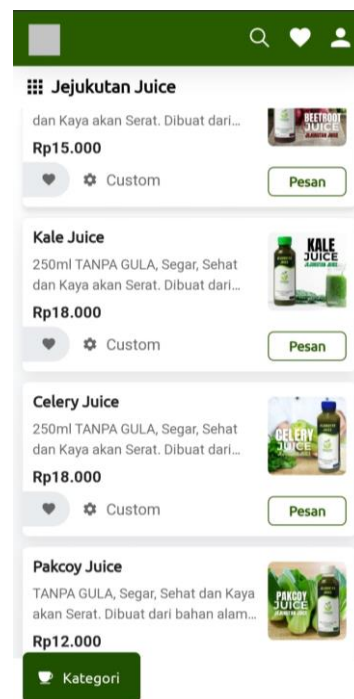 Jejukutan Juice
dan Kaya akan Serat. Dibuat dari...
BEETROOT
JUICE
Rp15.000
Custom
Pesan
Kale Juice
250ml TANPA GULA, Segar, Sehat
dan Kaya akan Serat. Dibuat dari...
KALE
JUICE
Rp18.000
Custom
Pesan
Celery Juice
250ml TANPA GULA, Segar, Sehat
dan Kaya akan Serat. Dibuat dari...
CELERY
JUICE
Rp18.000
Custom
Pesan
Pakcoy Juice
TANPA GULA, Segar, Sehat dan Kaya
akan Serat. Dibuat dari bahan alam...
PAKCOY
JUICE
Rp12.000
Kategori